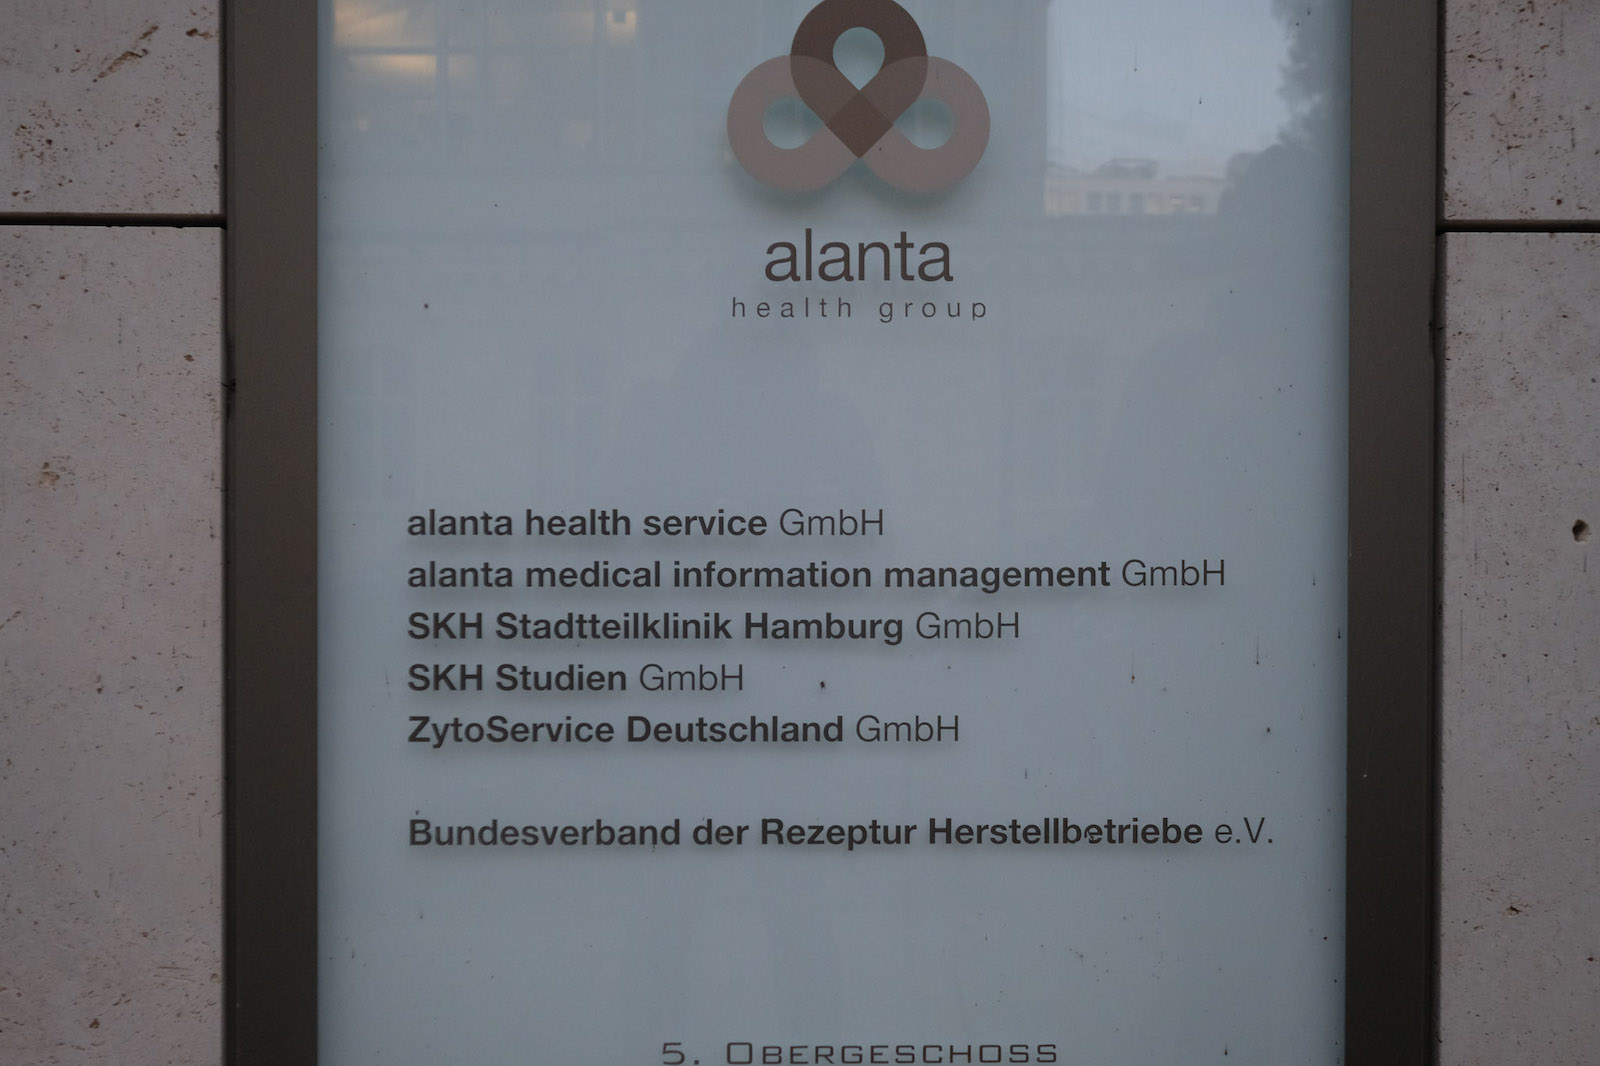 alanta
health group
alanta health service GmbH
alanta medical information management GmbH
SKH Stadtteilklinik Hamburg GmbH
SKH Studien GmbH
ZytoService Deutschland GmbH
Bundesverband der Rezeptur Herstellbetriebe e.V.
5. OBERGESCHOSS